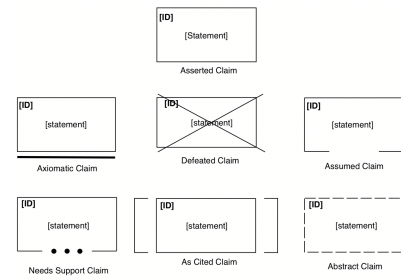 [ID]
[Statement]
Asserted Claim
[ID]
[statement]
Axiomatic Claim
[ID]
[statement]
Defeated Claim
[ID]
[statement]
Assumed Claim
[ID]
[statement]
Needs Support Claim
[ID]
[statement]
As Cited Claim
[ID]
[statement]
Abstract Claim